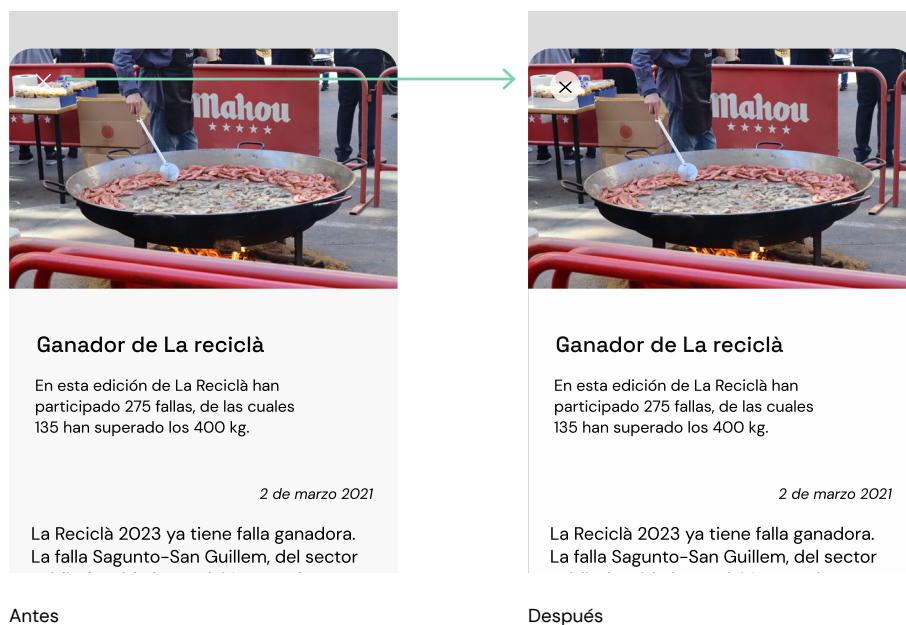 mahou
mahou
Ganador de La reciclà
En esta edición de La Reciclà han
participado 275 fallas, de las cuales
135 han superado los 400 kg.
2 de marzo 2021
La Reciclà 2023 ya tiene falla ganadora.
La falla Sagunto-San Guillem, del sector
Ganador de La reciclà
En esta edición de La Reciclà han
participado 275 fallas, de las cuales
135 han superado los 400 kg.
2 de marzo 2021
La Reciclà 2023 ya tiene falla ganadora.
La falla Sagunto-San Guillem, del sector
Antes
Después